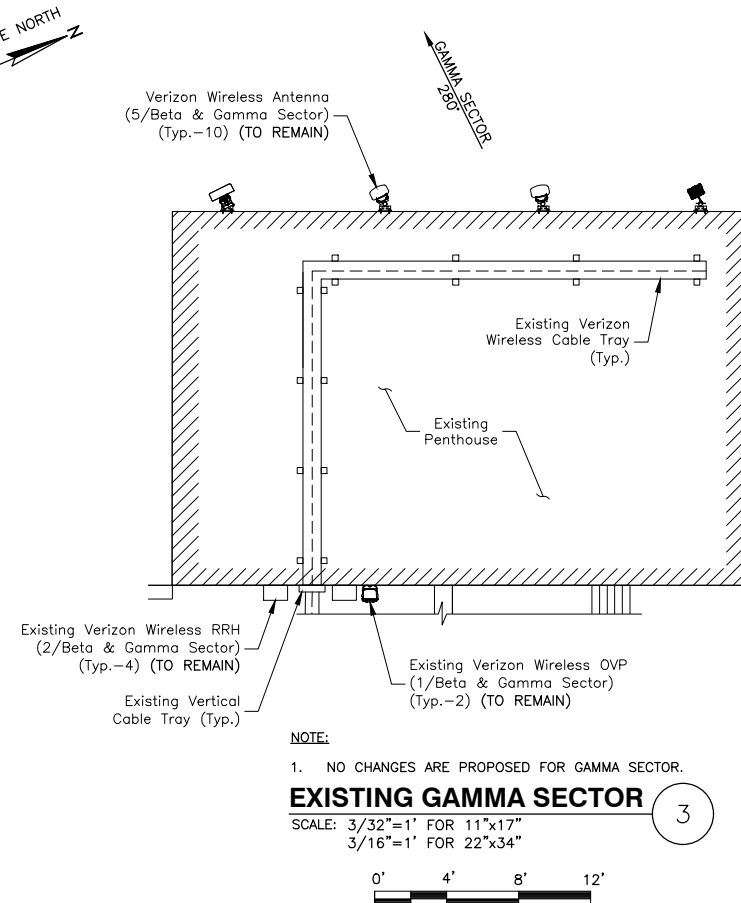 E NORTH
N
GAMMA SECTOR
280°
Verizon Wireless Antenna
(5/Beta & Gamma Sector)
(Typ.-10) (TO REMAIN)
Existing Verizon
Wireless Cable Tray
(Typ.)
Existing
Penthouse
Existing Verizon Wireless RRH
(2/Beta & Gamma Sector)
(Typ.-4) (TO REMAIN)
Existing Vertical
Cable Tray (Typ.)
Existing Verizon Wireless OVP
(1/Beta & Gamma Sector)
(Typ.-2) (TO REMAIN)
NOTE:
1. NO CHANGES ARE PROPOSED FOR GAMMA SECTOR.
EXISTING GAMMA SECTOR
3
SCALE: 3/32"=1' FOR 11"x17"
3/16"=1' FOR 22"x34"
0' 4' 8' 12'